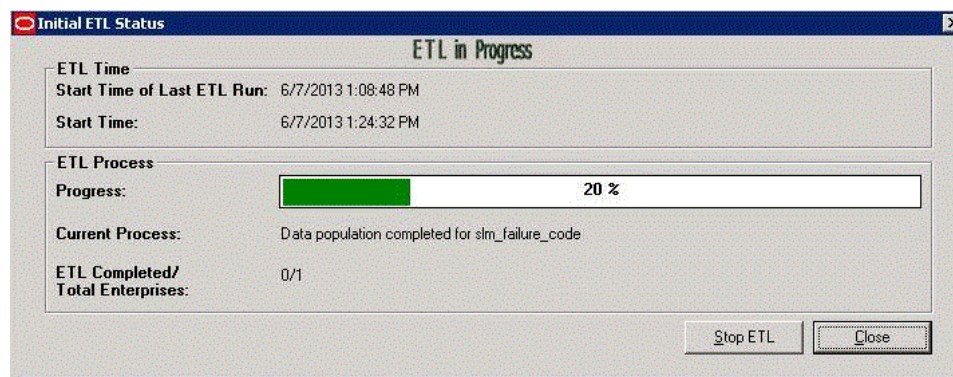 Initial ETL Status
ETL in Progress
ETL Time
Start Time of Last ETL Run: 6/7/2013 1:08:48 PM
Start Time: 6/7/2013 1:24:32 PM
ETL Process
Progress: 20 %
Current Process: Data population completed for slm_failure_code
ETL Completed/
Total Enterprises: 0/1
Stop ETL Close